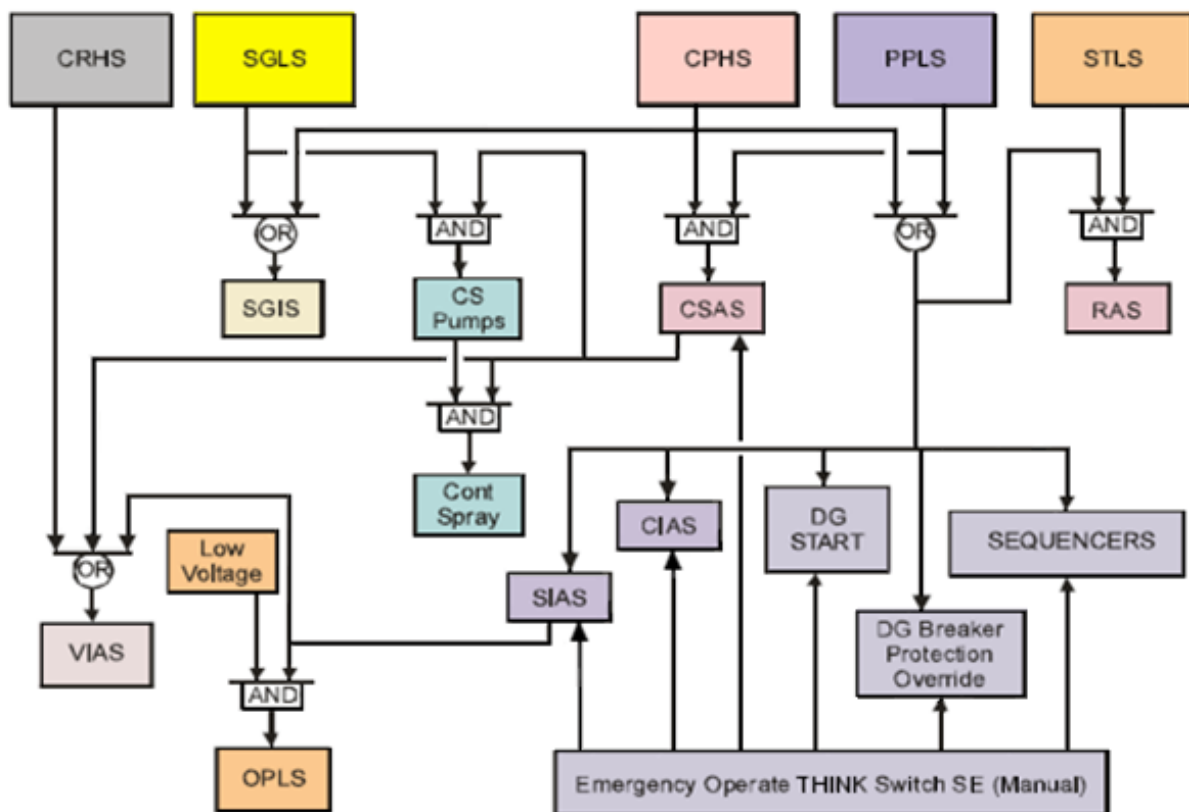 CRHS
SGLS
CPHS
PPLS
STLS
OR
AND
AND
OR
AND
SGIS
CS
Pumps
CSAS
RAS
AND
Cont
Spray
CIAS
DG
START
SEQUENCERS
OR
Low
Voltage
SIAS
VIAS
DG Breaker
Protection
Override
AND
OPLS
Emergency Operate THINK Switch SE (Manual)